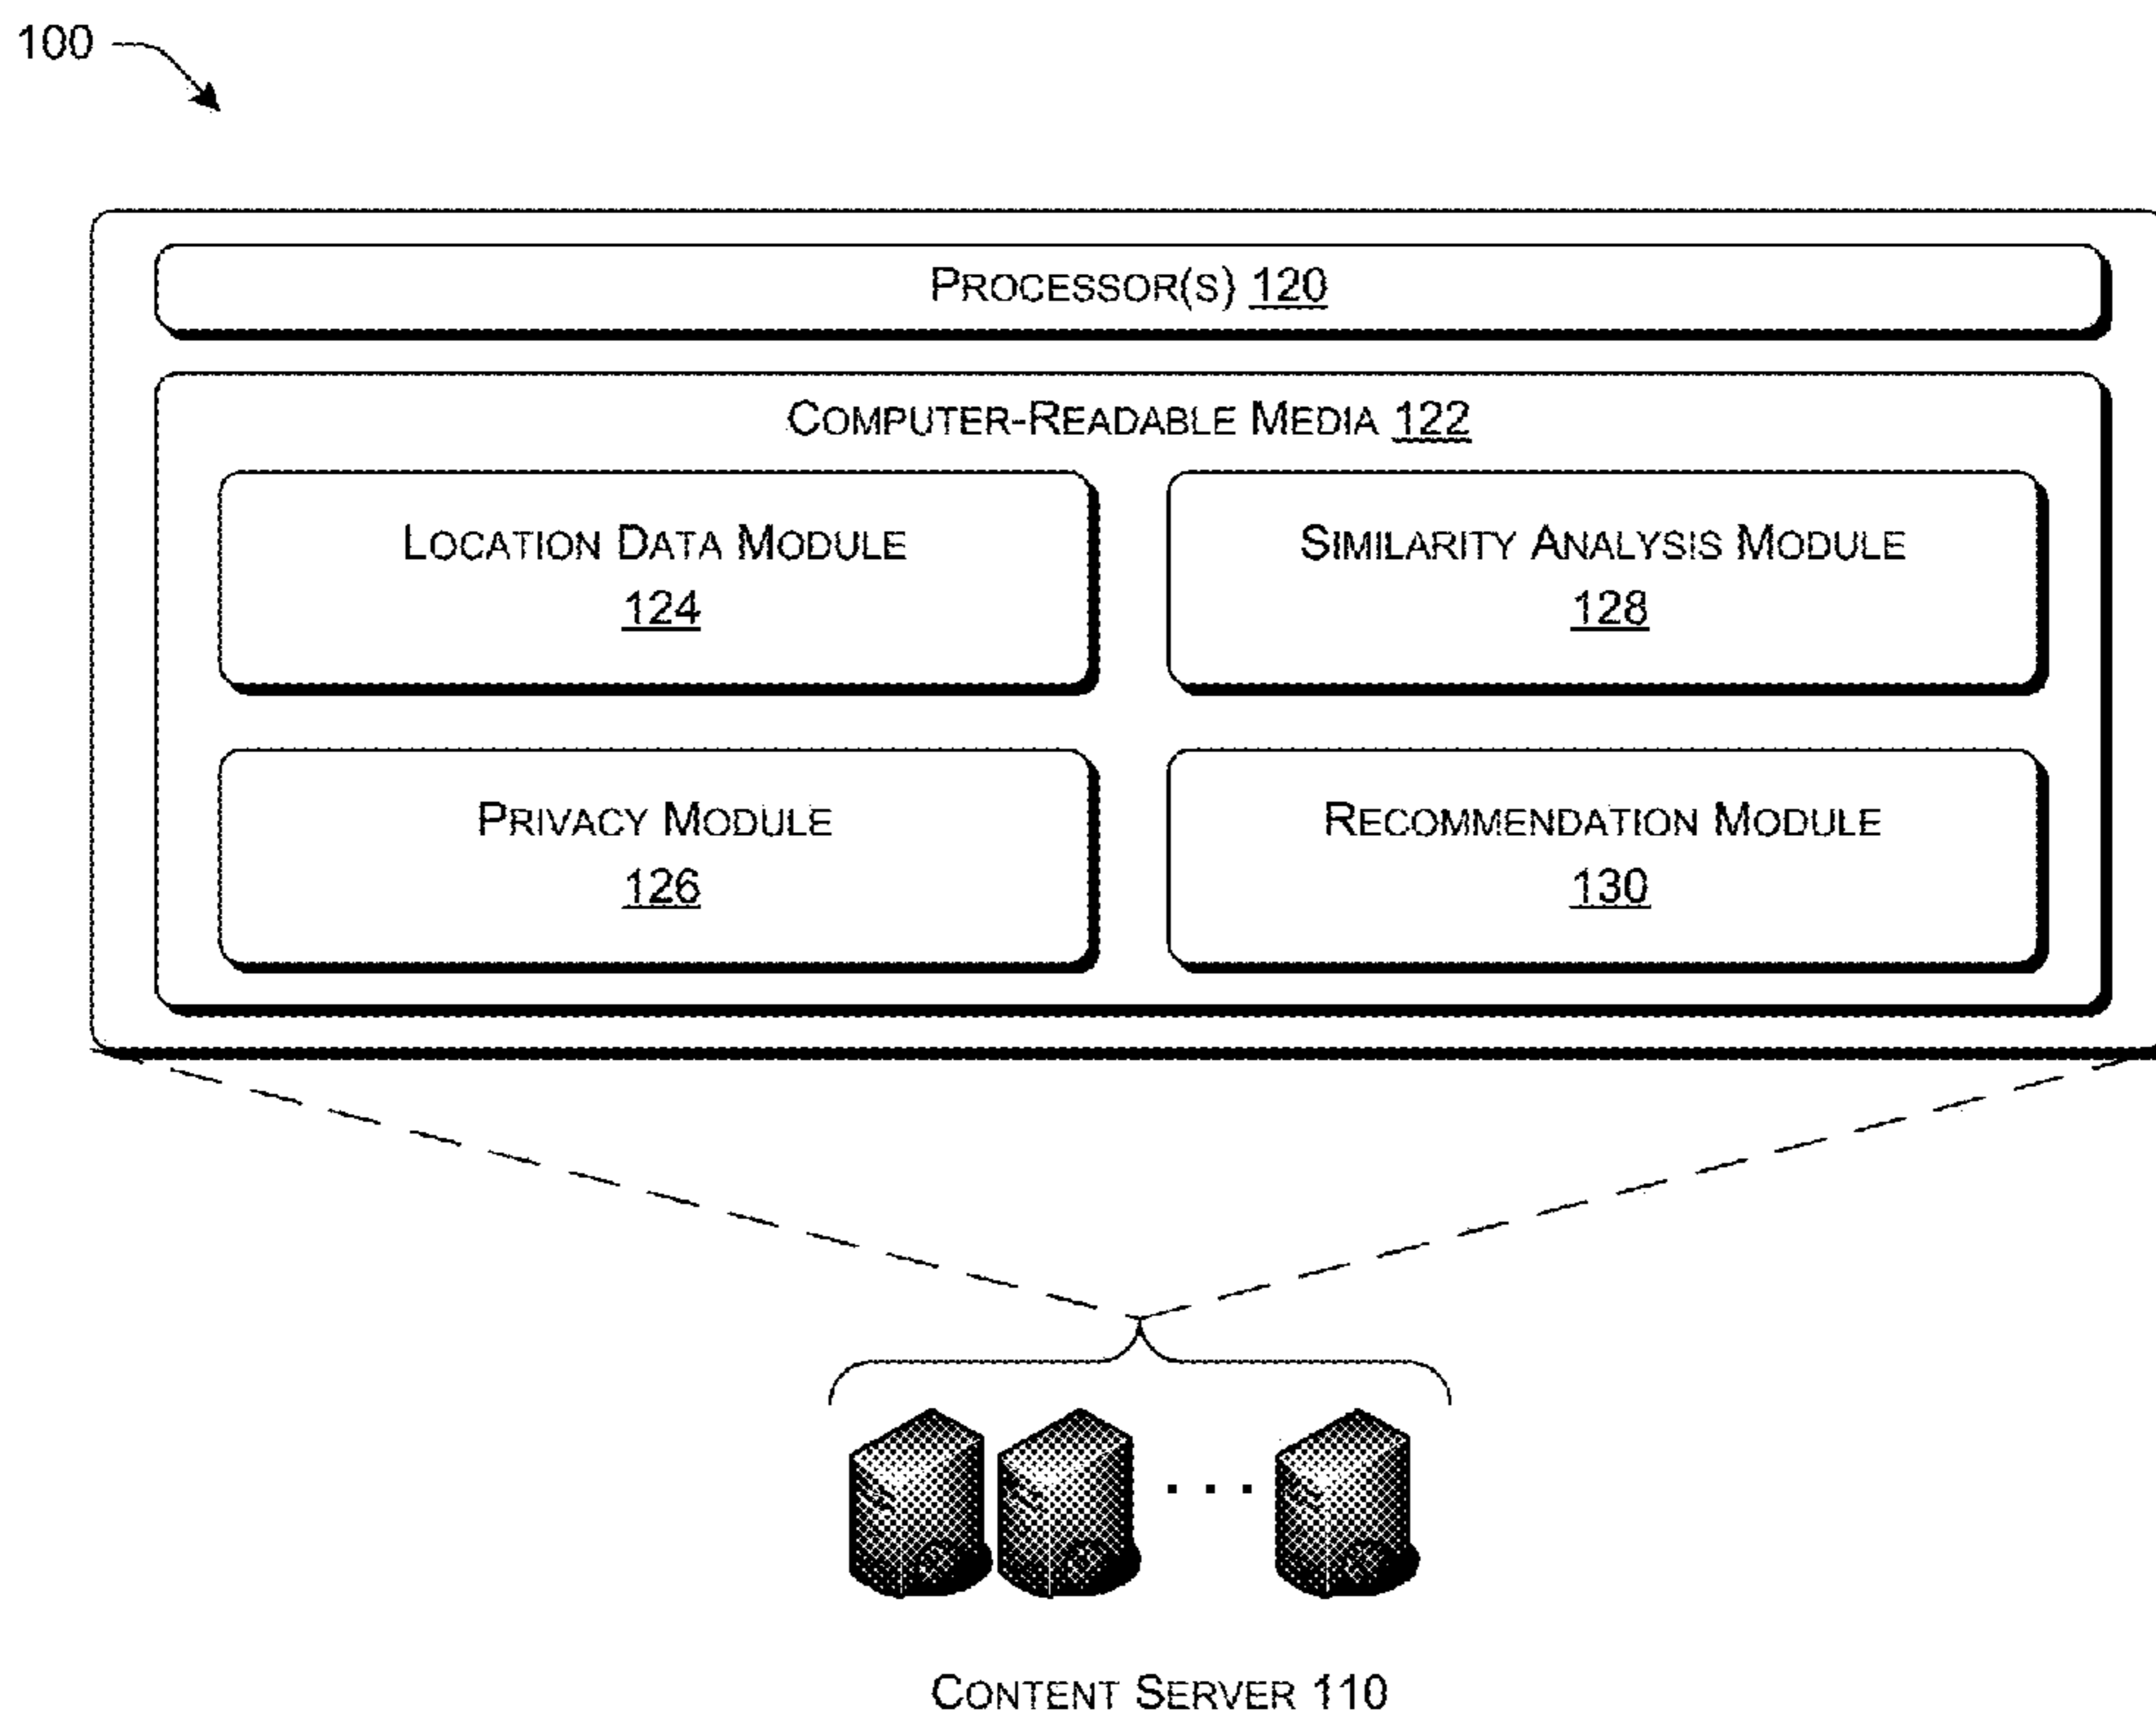 100
PROCESSOR(S) 120
COMPUTER-READABLE MEDIA 122
LOCATION DATA MODULE
124
SIMILARITY ANALYSIS MODULE
128
PRIVACY MODULE
126
RECOMMENDATION MODULE
130
. . .
CONTENT SERVER 110